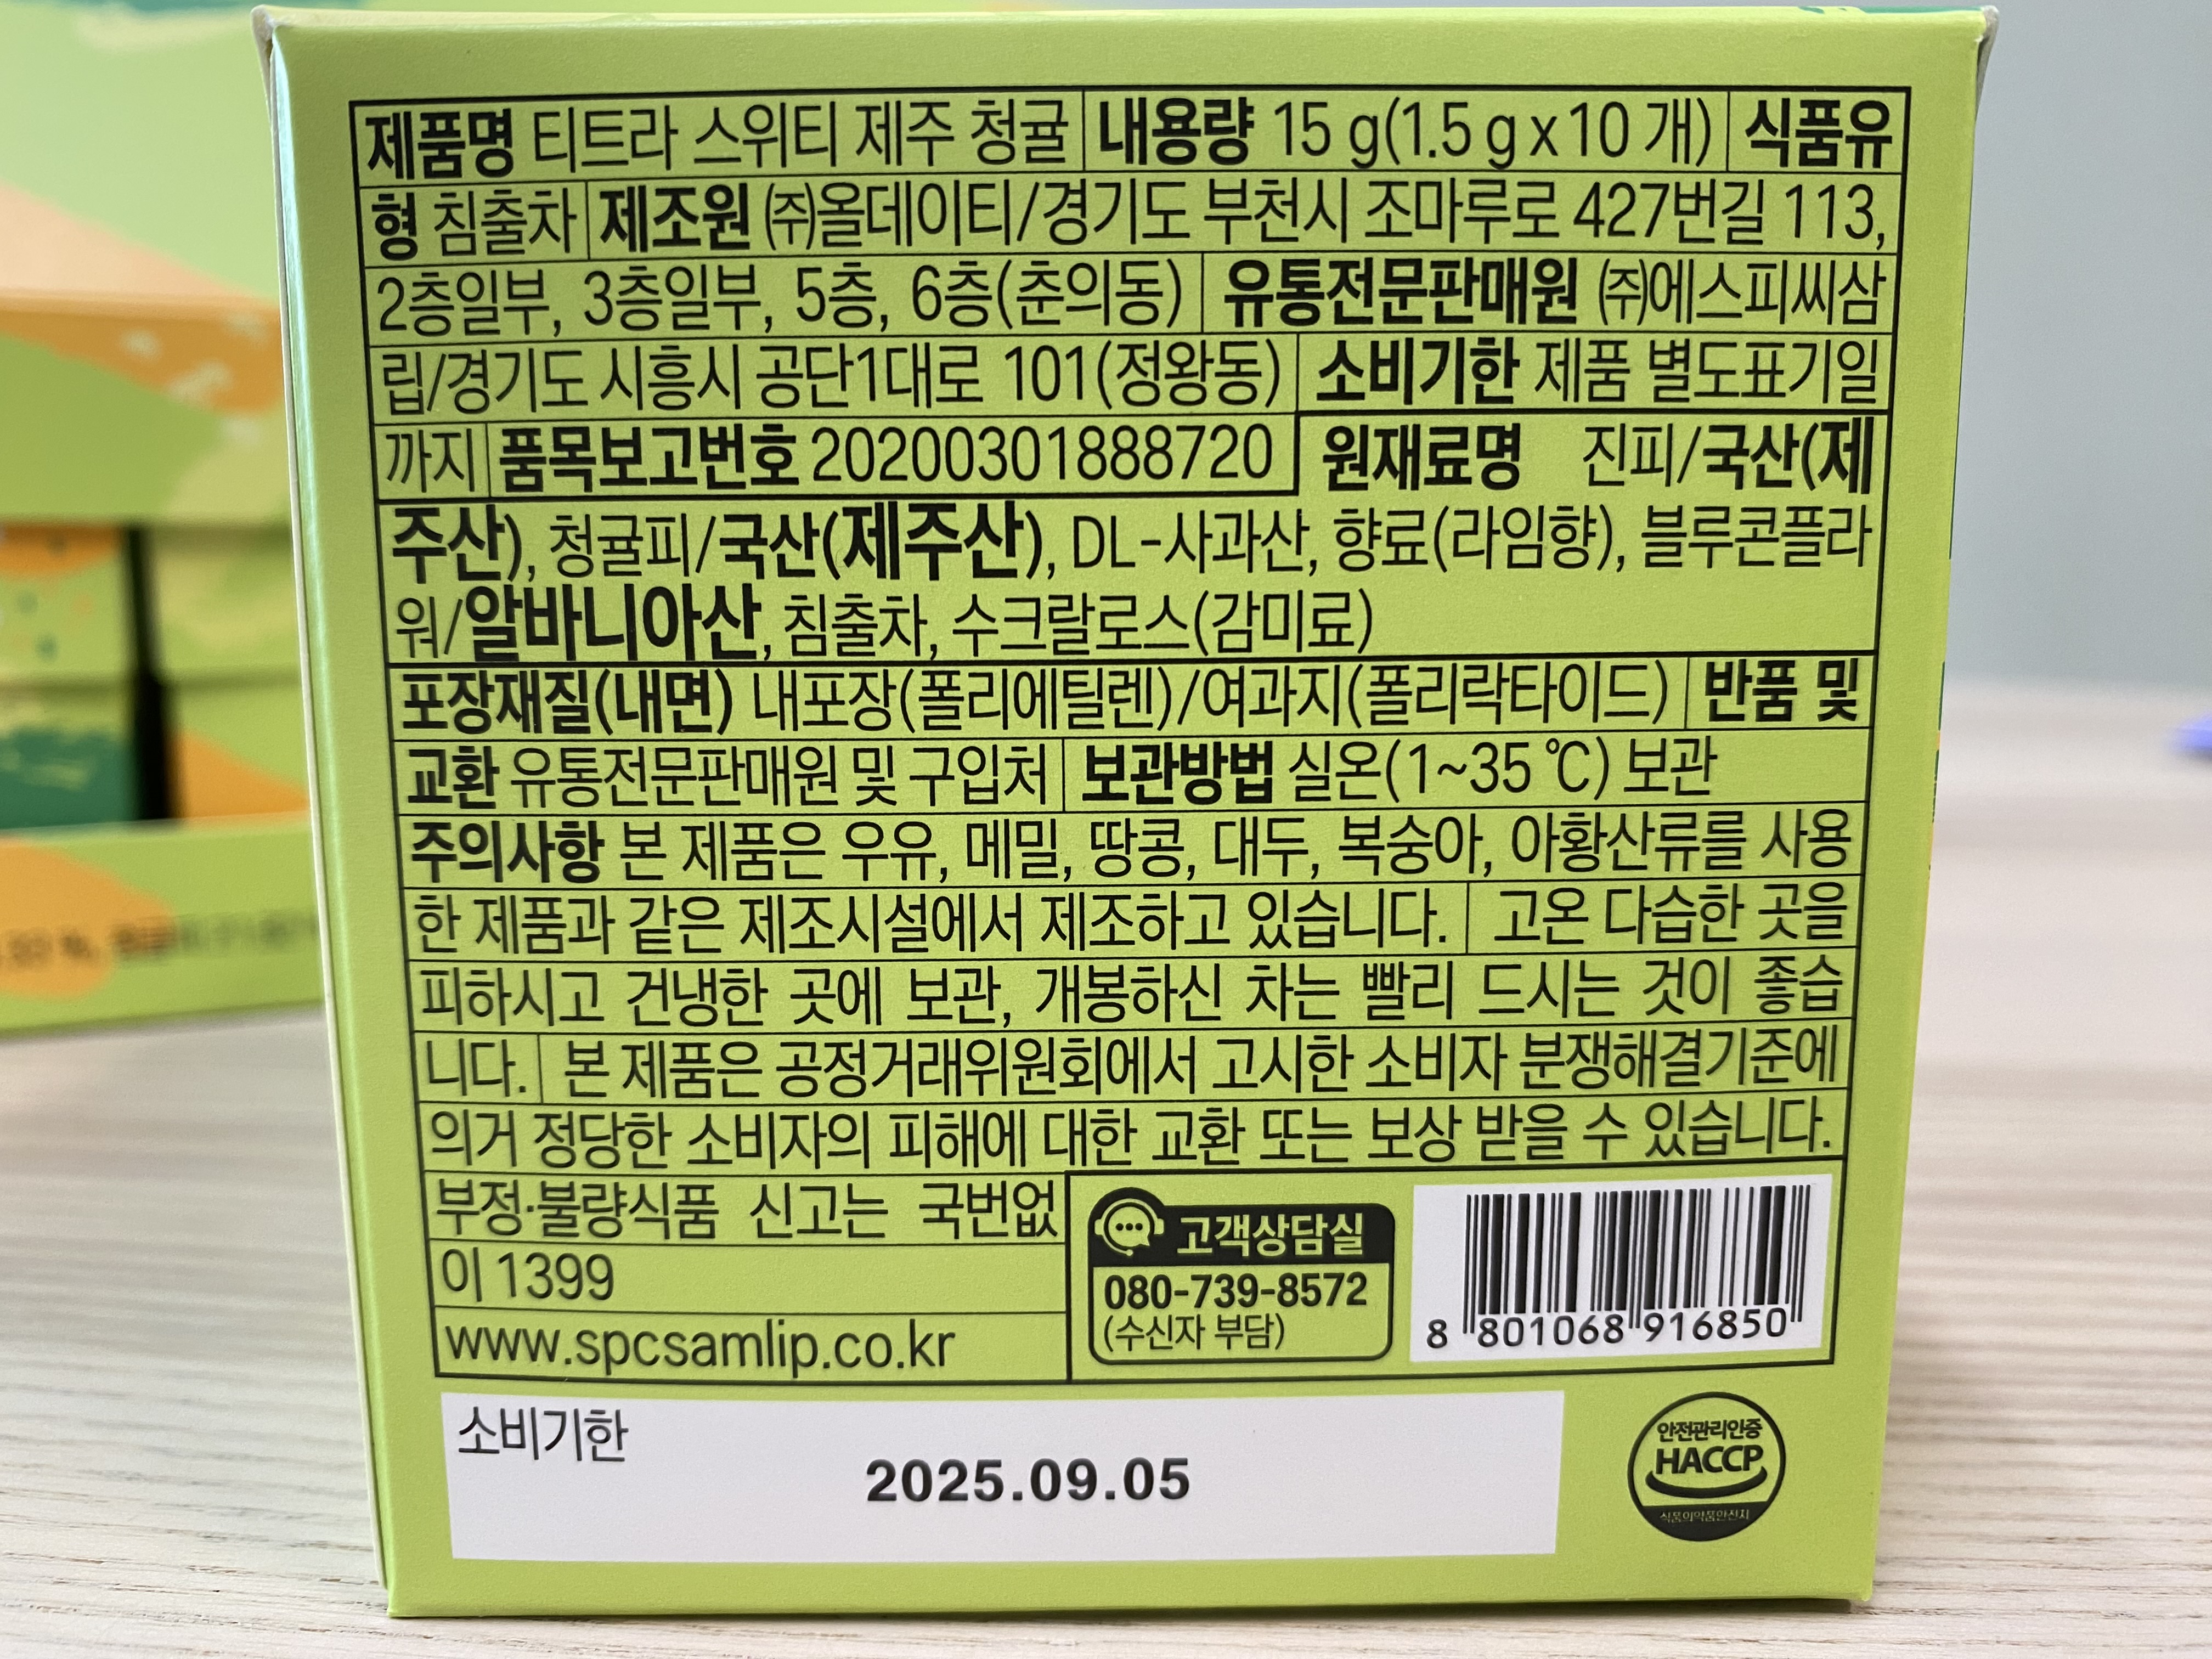 제품명 티트라 스위티 제주 청귤 내용량 15 g(1.5 g x 10 개) 식품유
형 침출차 제조원 ㈜올데이티/경기도 부천시 조마루로 427번길 113,
2층일부, 3층일부, 5층, 6층(춘의동) 유통전문판매원 ㈜에스피씨삼
립/경기도 시흥시 공단1대로 101(정왕동) 소비기한 제품 별도표기일
까지 품목보고번호 20200301888720 원재료명 진피/국산(제
주산), 청귤피/국산(제주산), DL-사과산, 향료(라임향), 블루콘플라
워/알바니아산, 침출차, 수크랄로스(감미료)
포장재질(내면) 내포장(폴리에틸렌)/여과지(폴리락타이드) 반품 및
교환 유통전문판매원 및 구입처 보관방법 실온(1~35 ℃) 보관
주의사항 본 제품은 우유, 메밀, 땅콩, 대두, 복숭아, 아황산류를 사용
한 제품과 같은 제조시설에서 제조하고 있습니다. 고온 다습한 곳을
피하시고 건냉한 곳에 보관, 개봉하신 차는 빨리 드시는 것이 좋습
니다. 본 제품은 공정거래위원회에서 고시한 소비자 분쟁해결기준에
의거 정당한 소비자의 피해에 대한 교환 또는 보상 받을 수 있습니다.
부정·불량식품 신고는 국번없
이 1399
www.spcsamlip.co.kr
고객상담실
080-739-8572
(수신자 부담)
8 801068 916850
소비기한
2025.09.05
안전관리인증
HACCP
식품의약품안전처